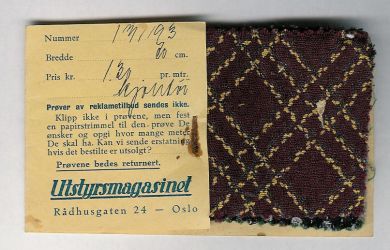 Nummer
Bredde cm.
Pris kr. pr. mtr.
Prøver av reklametilbud sendes ikke.
Klipp ikke i prøvene, men fest
en papirstrimmel til den prøve De
ønsker og opgi hvor mange meter
De skal ha. Kan vi sende erstatning
hvis det bestilte er utsolgt?
Prøvene bedes returnert.
Utstyrsmagasinet
Rådhusgaten 24 — Oslo